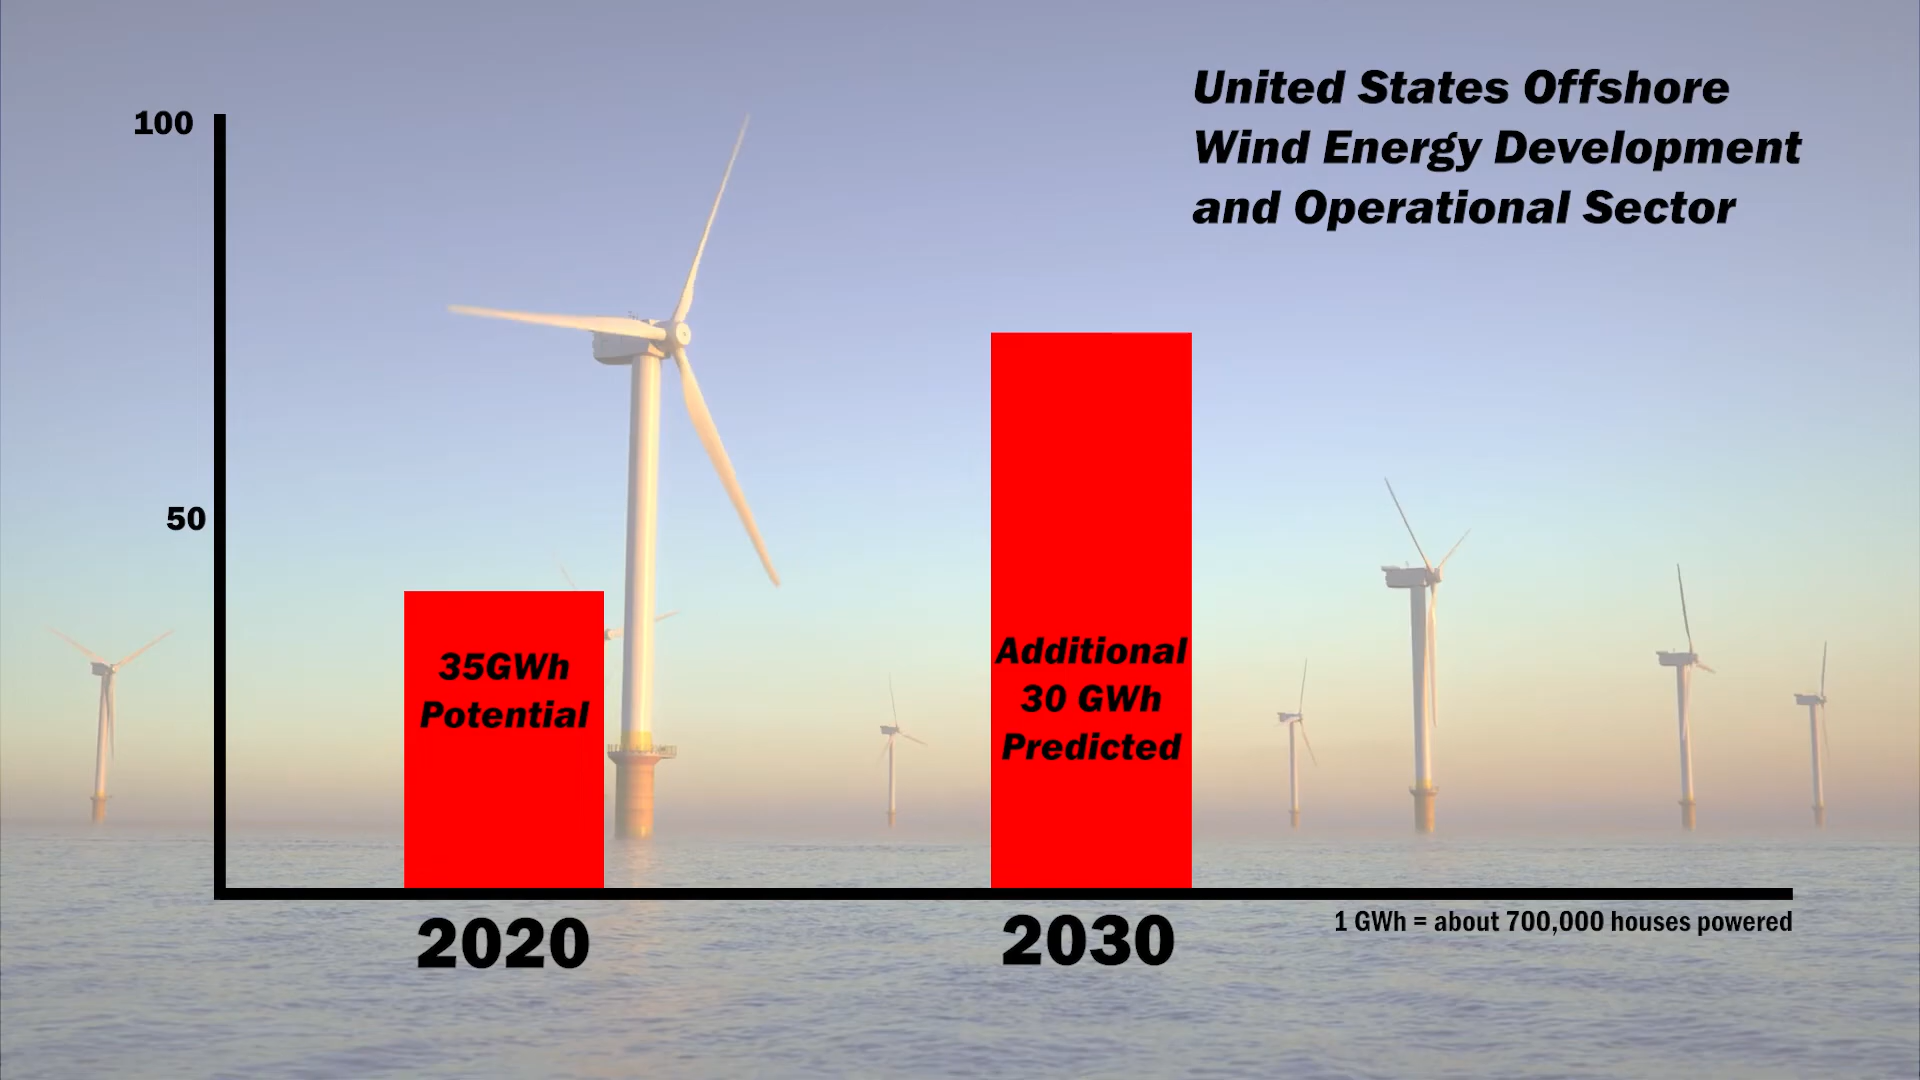 United States Offshore
Wind Energy Development
and Operational Sector
100
50
35GWh
Potential
Additional
30 GWh
Predicted
2020
2030
1 GWh = about 700,000 houses powered